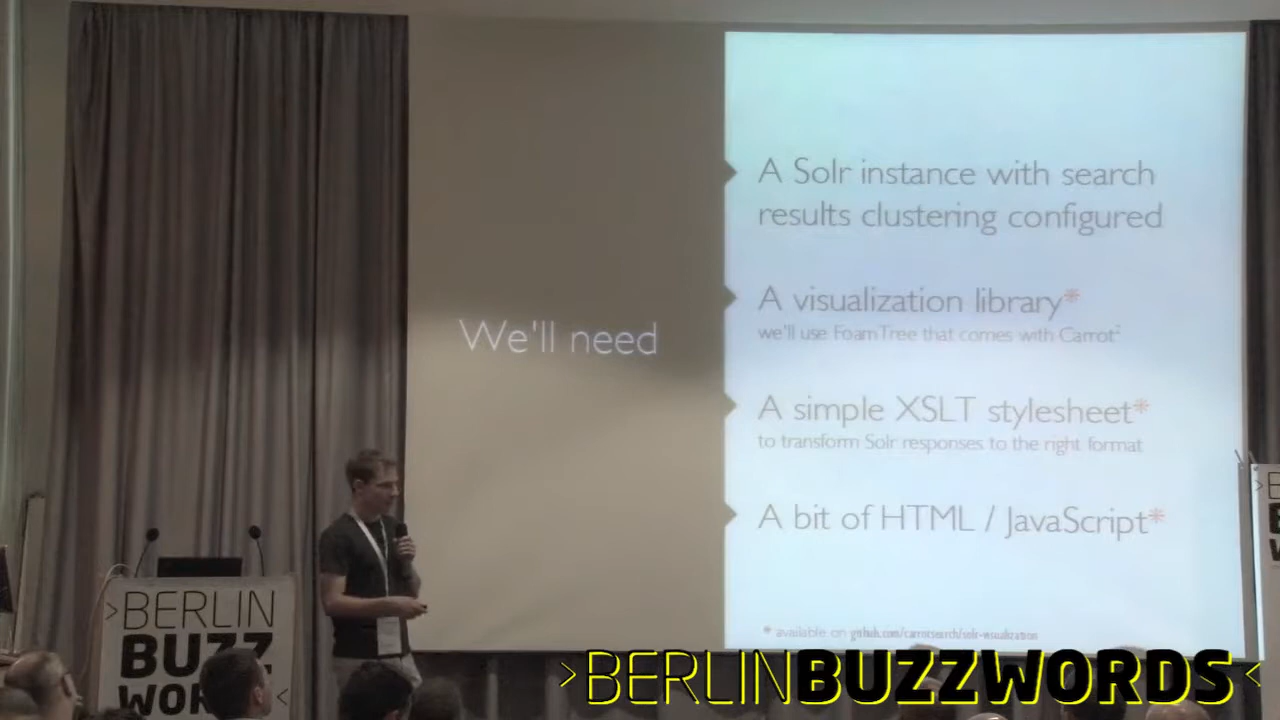 We'll need
A Solr instance with search
results clustering configured
A visualization library*
we'll use FoamTree that comes with Carrot²
A simple XSLT stylesheet*
to transform Solr responses to the right format
A bit of HTML / JavaScript*
* available on github.com/carrotsearch/solr-visualization
>BERLIN
BUZZ
WOR <
>BERLINBUZZWORDS<